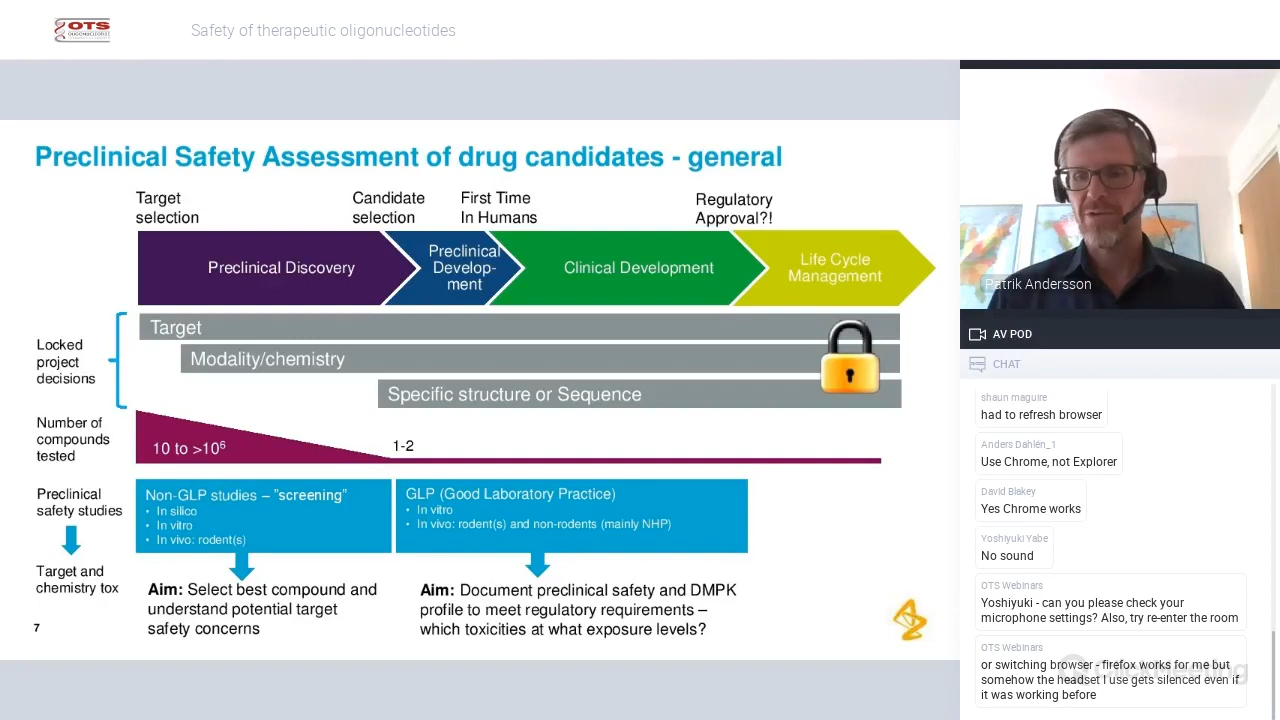 OTS
OLIGONUCLEOTIDE
Safety of therapeutic oligonucleotides
Preclinical Safety Assessment of drug candidates - general
Target
selection
Candidate
selection
First Time
In Humans
Regulatory
Approval?!
Preclinical Discovery
Preclinical
Develop-
ment
Clinical Development
Life Cycle
Management
Locked
project
decisions
Target
Modality/chemistry
Specific structure or Sequence
Number of
compounds
tested
10 to >10⁶
1-2
Preclinical
safety studies
Non-GLP studies – ”screening”
• In silico
• In vitro
• In vivo: rodent(s)
GLP (Good Laboratory Practice)
• In vitro
• In vivo: rodent(s) and non-rodents (mainly NHP)
Target and
chemistry tox
Aim: Select best compound and
understand potential target
safety concerns
Aim: Document preclinical safety and DMPK
profile to meet regulatory requirements –
which toxicities at what exposure levels?
7
Patrik Andersson
AV POD
CHAT
shaun maguire
had to refresh browser
Anders Dahlén_1
Use Chrome, not Explorer
David Blakey
Yes Chrome works
Yoshiyuki Yabe
No sound
OTS Webinars
Yoshiyuki - can you please check your
microphone settings? Also, try re-enter the room
OTS Webinars
or switching browser - firefox works for me but
somehow the headset I use gets silenced even if
it was working before
ClickMeeting